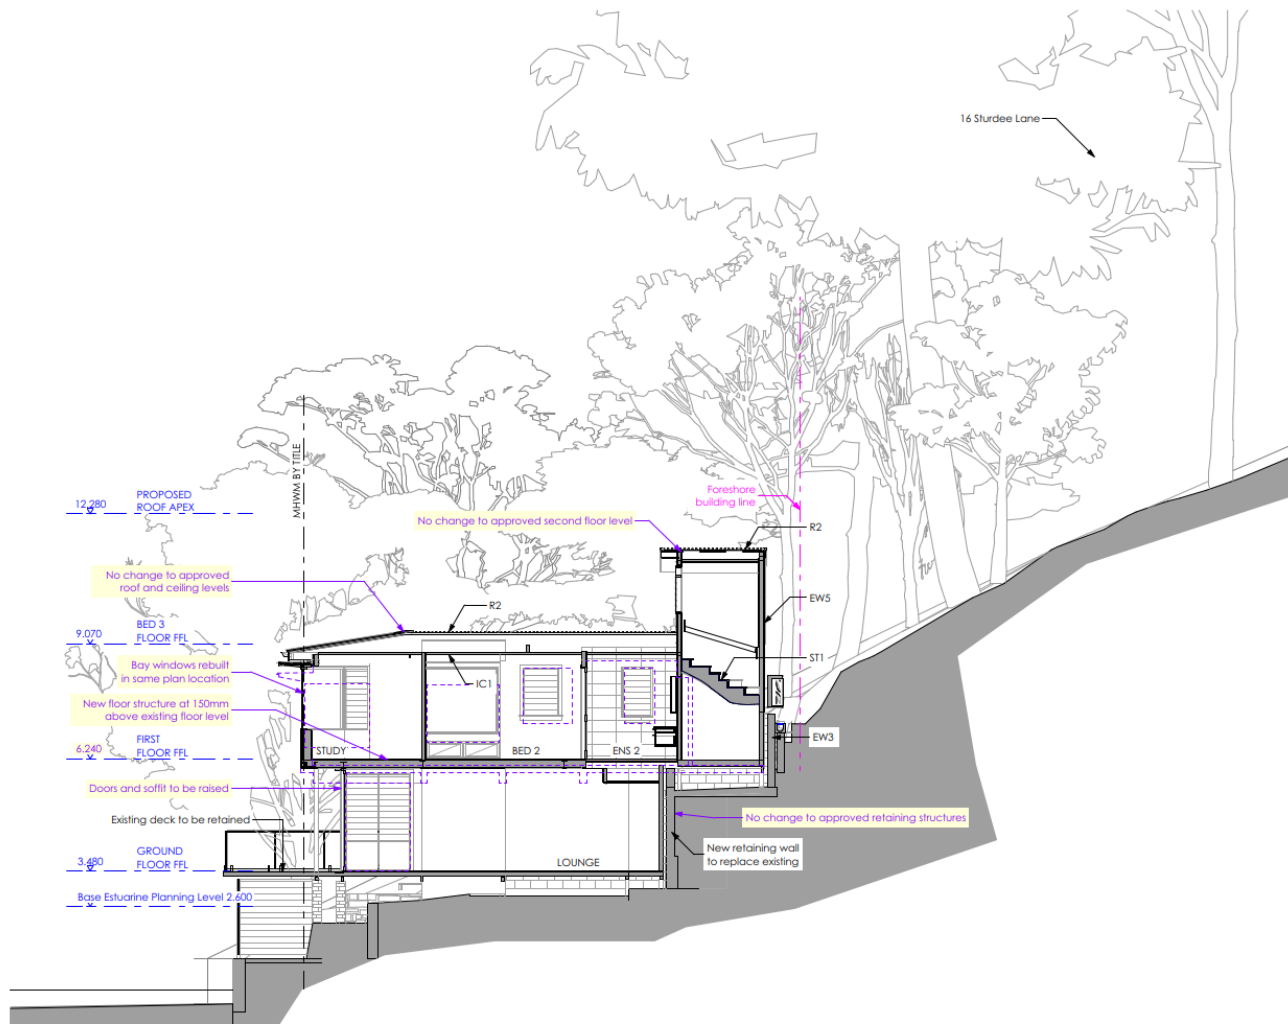 16 Sturdee Lane
MHWM BY TITLE
PROPOSED
ROOF APEX
12.280
Foreshore
building line
No change to approved second floor level
R2
No change to approved
roof and ceiling levels
R2
EW5
BED 3
FLOOR FFL
9.070
Bay windows rebuilt
in same plan location
ST1
IC1
New floor structure at 150mm
above existing floor level
FIRST
FLOOR FFL
6.240
STUDY
BED 2
ENS 2
EW3
Doors and soffit to be raised
Existing deck to be retained
No change to approved retaining structures
New retaining wall
to replace existing
GROUND
FLOOR FFL
3.480
LOUNGE
Base Estuarine Planning Level 2.600